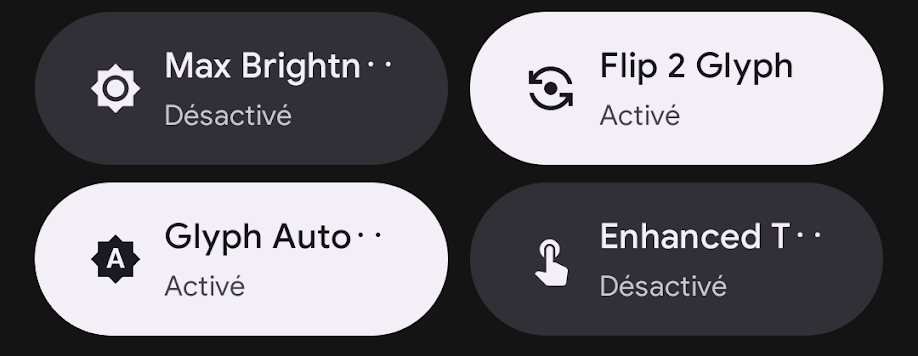 Max Brightn··
Désactivé
Flip 2 Glyph
Activé
Glyph Auto··
Activé
Enhanced T··
Désactivé